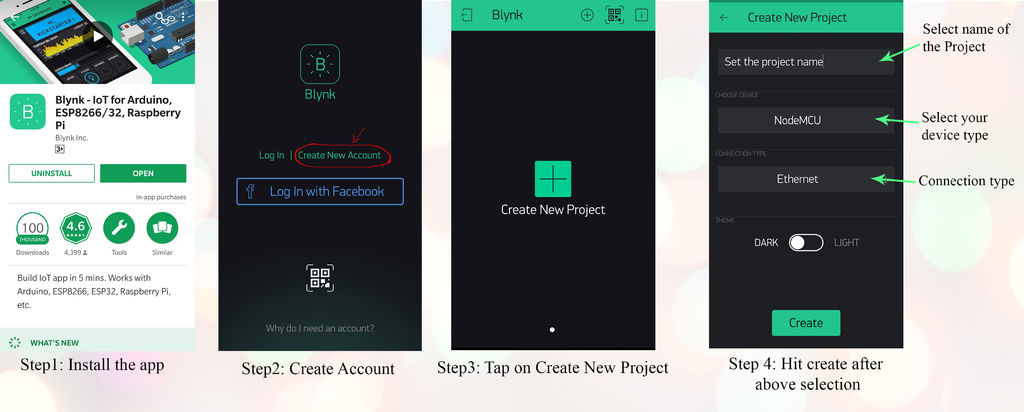 HI
KICKSTARTER !
B
Blynk - IoT for Arduino,
ESP8266/32, Raspberry
Pi
Blynk Inc.
3+
UNINSTALL
OPEN
In-app purchases
100
THOUSAND
Downloads
4.6
4,399
Tools
Similar
Build IoT app in 5 mins. Works with
Arduino, ESP8266, ESP32, Raspberry Pi,
etc.
WHAT'S NEW
Step1: Install the app
B
Blynk
Log In | Create New Account
f Log In with Facebook
Why do I need an account?
Step2: Create Account
Blynk
Create New Project
Step3: Tap on Create New Project
Create New Project
Set the project name
CHOOSE DEVICE
NodeMCU
CONNECTION TYPE
Ethernet
THEME
DARK
LIGHT
Create
Select name of
the Project
Select your
device type
Connection type
Step 4: Hit create after
above selection